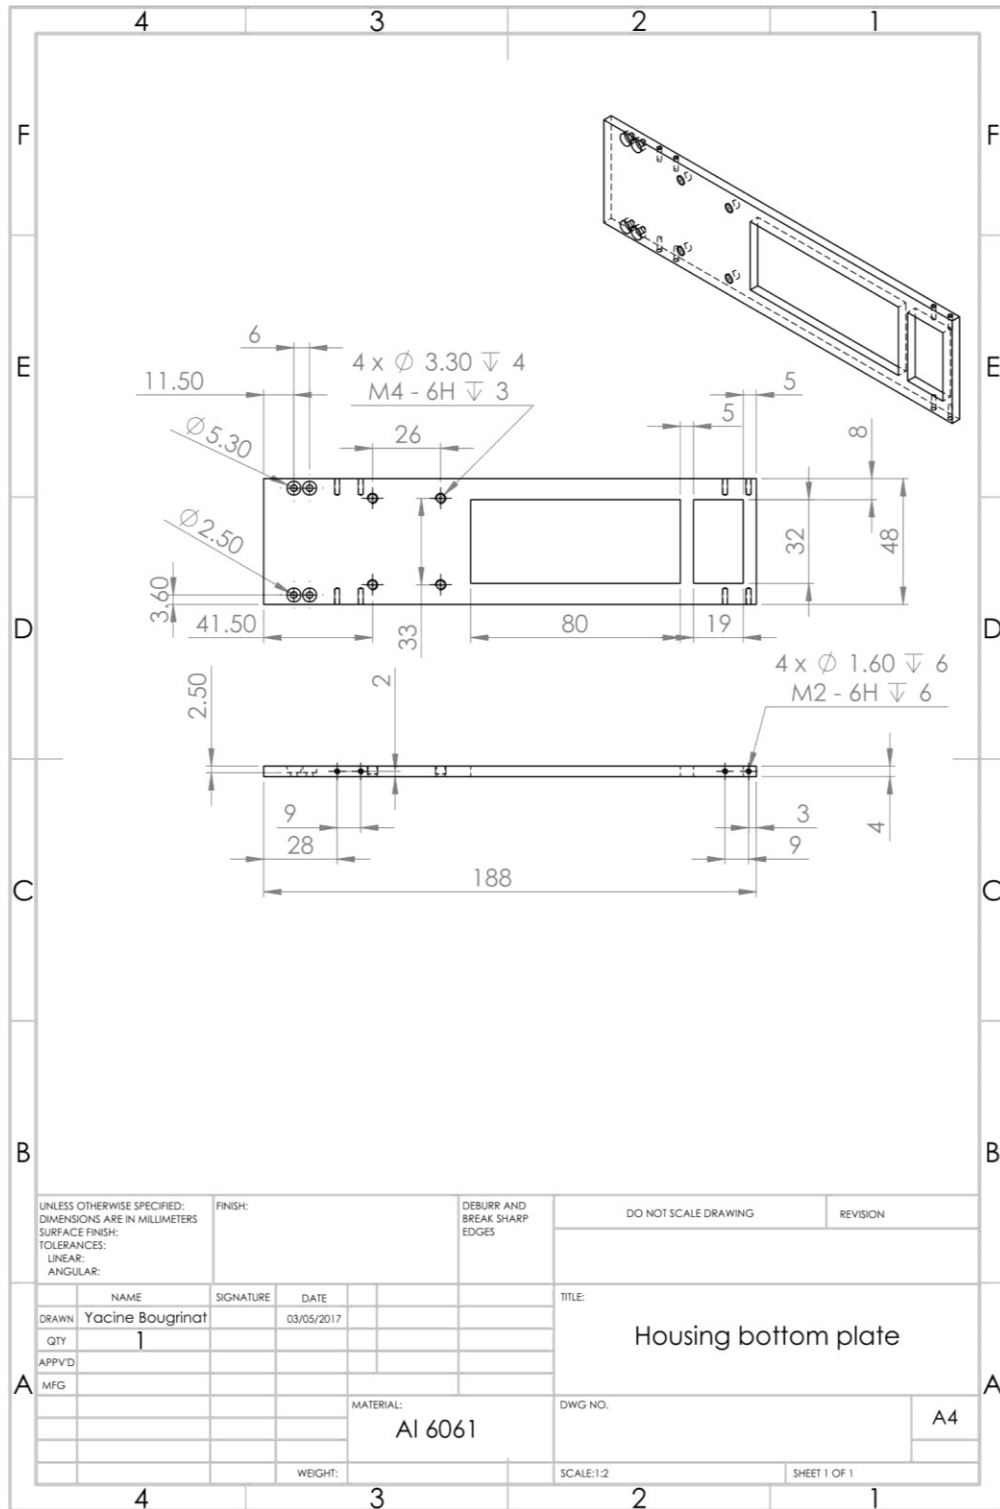 4 3 2 1
F F
6
4 x ∅ 3.30 ↧ 4
E E
11.50
M4 - 6H ↧ 3
5
26
5
∅5.30
8
∅2.50
32
48
3.60
D D
41.50
33
80
19
4 x ∅ 1.60 ↧ 6
2.50
2
M2 - 6H ↧ 6
9
3
28
4
9
188
C C
B B
UNLESS OTHERWISE SPECIFIED:
DIMENSIONS ARE IN MILLIMETERS
SURFACE FINISH:
TOLERANCES:
LINEAR:
ANGULAR:
FINISH:
DEBURR AND
BREAK SHARP
EDGES
DO NOT SCALE DRAWING
REVISION
NAME SIGNATURE DATE
DRAWN Yacine Bougrinat 03/05/2017
QTY 1
APPV'D
MFG
TITLE:
Housing bottom plate
A A
MATERIAL:
Al 6061
DWG NO.
A4
WEIGHT:
SCALE:1:2
SHEET 1 OF 1
4 3 2 1